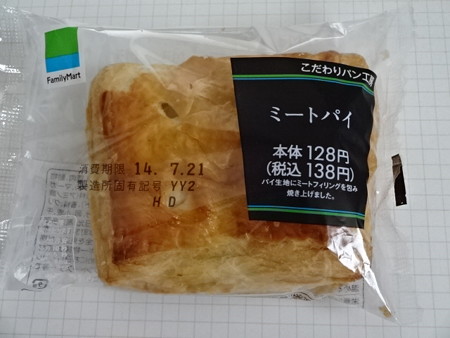 FamilyMart
こだわりパン工房
ミートパイ
本体128円
(税込138円)
パイ生地にミートフィリングを包み
焼き上げました。
消費期限 14.7.21
製造所固有記号 YY2
H D